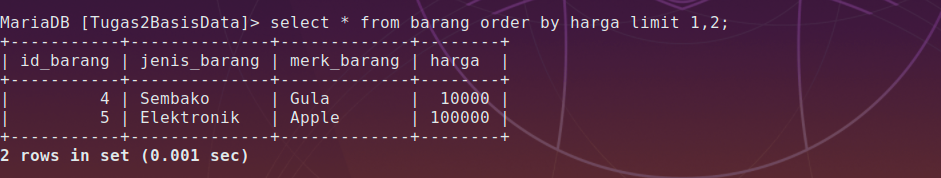 MariaDB [Tugas2BasisData]> select * from barang order by harga limit 1,2;
+-----------+--------------+-------------+--------+
| id_barang | jenis_barang | merk_barang | harga  |
+-----------+--------------+-------------+--------+
|         4 | Sembako      | Gula        |  10000 |
|         5 | Elektronik   | Apple       | 100000 |
+-----------+--------------+-------------+--------+
2 rows in set (0.001 sec)